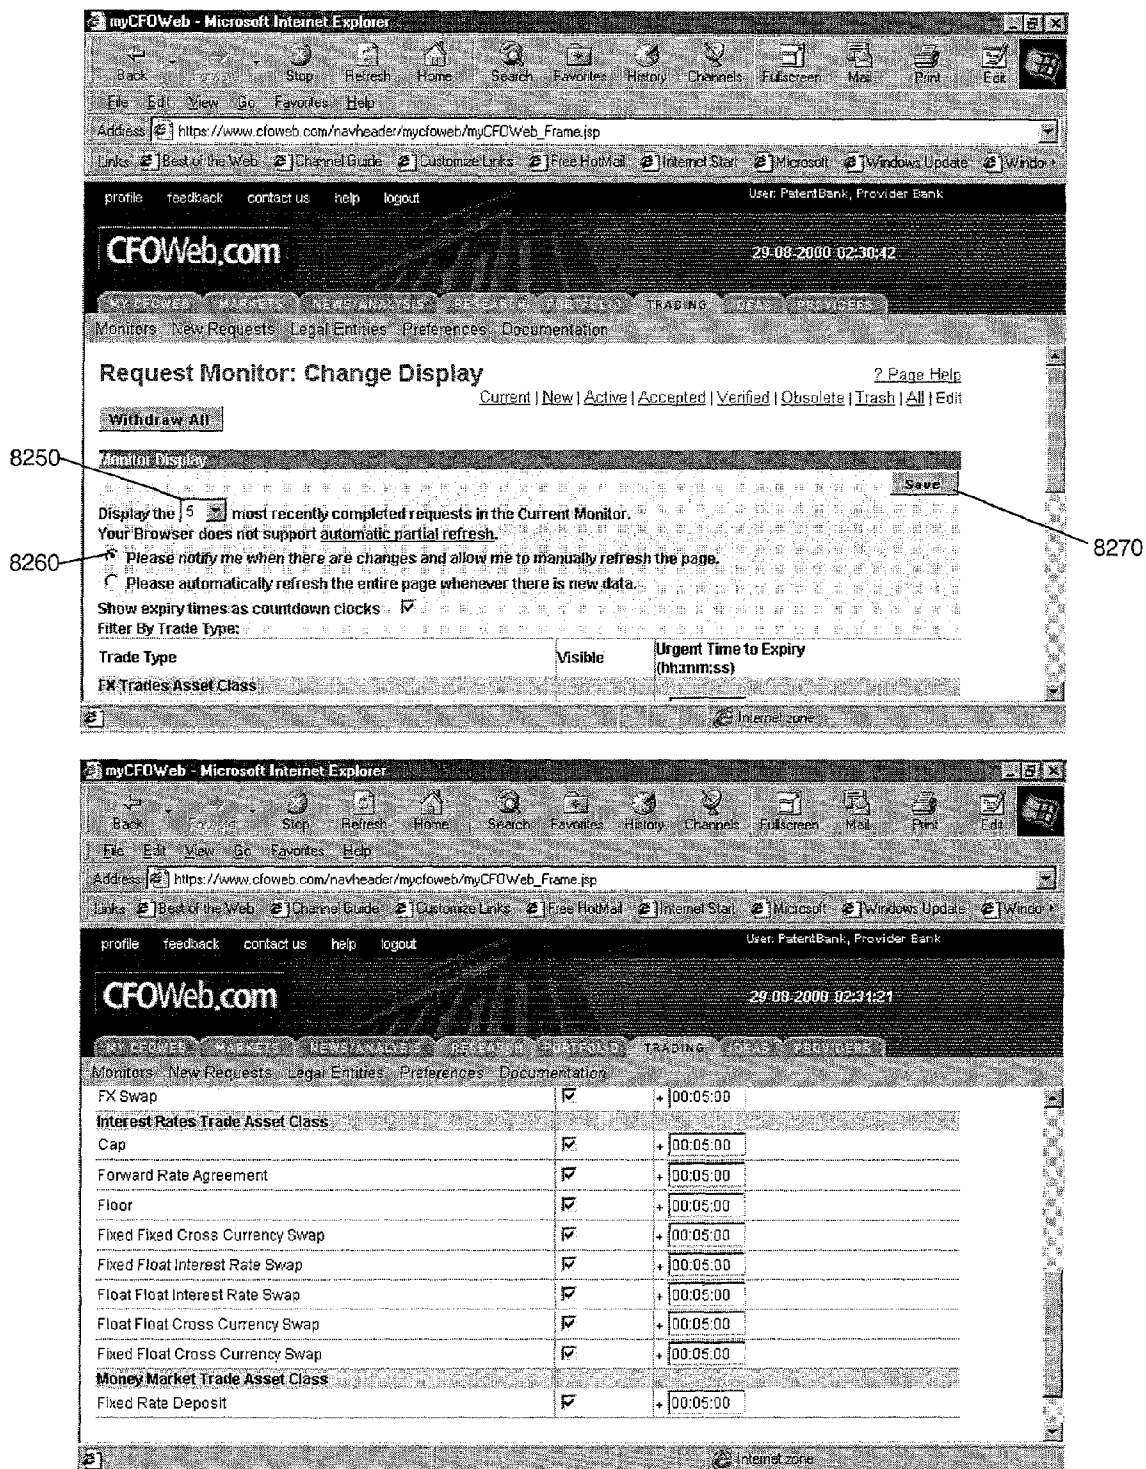 myCFOWeb - Microsoft Internet Explorer
Back Forward Stop Refresh Home Search Favorites History Channels Fullscreen Mail Print Edit
File Edit View Go Favorites Help
Address https://www.cfoweb.com/navheader/mycfoweb/myCFOWeb_Frame.jsp
Links Best of the Web Channel Guide Customize Links Free HotMail Internet Start Microsoft Windows Update Windo
profile feedback contact us help logout User: PatentBank, Provider Bank
CFOWeb.com 29-08-2000 02:30:42
MY CFOWEB MARKETS NEWS/ANALYSIS RESEARCH PORTFOLIO TRADING IDEAS PROVIDERS
Monitors New Requests Legal Entities Preferences Documentation
Request Monitor: Change Display ? Page Help
Current | New | Active | Accepted | Verified | Obsolete | Trash | All | Edit
Withdraw All
8250
Monitor Display
Save
Display the 5 most recently completed requests in the Current Monitor.
Your Browser does not support automatic partial refresh.
8270
8260
Please notify me when there are changes and allow me to manually refresh the page.
Please automatically refresh the entire page whenever there is new data.
Show expiry times as countdown clocks
Filter By Trade Type:
Trade Type Visible Urgent Time to Expiry
(hh:mm:ss)
FX Trades Asset Class
Internet zone
myCFOWeb - Microsoft Internet Explorer
Back Forward Stop Refresh Home Search Favorites History Channels Fullscreen Mail Print Edit
File Edit View Go Favorites Help
Address https://www.cfoweb.com/navheader/mycfoweb/myCFOWeb_Frame.jsp
Links Best of the Web Channel Guide Customize Links Free HotMail Internet Start Microsoft Windows Update Windo
profile feedback contact us help logout User: PatentBank, Provider Bank
CFOWeb.com 29-08-2000 02:31:21
MY CFOWEB MARKETS NEWS/ANALYSIS RESEARCH PORTFOLIO TRADING IDEAS PROVIDERS
Monitors New Requests Legal Entities Preferences Documentation
FX Swap + 00:05:00
Interest Rates Trade Asset Class
Cap + 00:05:00
Forward Rate Agreement + 00:05:00
Floor + 00:05:00
Fixed Fixed Cross Currency Swap + 00:05:00
Fixed Float Interest Rate Swap + 00:05:00
Float Float Interest Rate Swap + 00:05:00
Float Float Cross Currency Swap + 00:05:00
Fixed Float Cross Currency Swap + 00:05:00
Money Market Trade Asset Class
Fixed Rate Deposit + 00:05:00
Internet zone